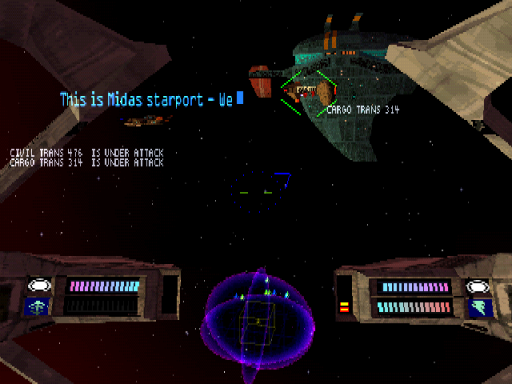 This is Midas starport - We
CARGO TRANS 314
CIVIL TRANS 476 IS UNDER ATTACK
CARGO TRANS 314 IS UNDER ATTACK